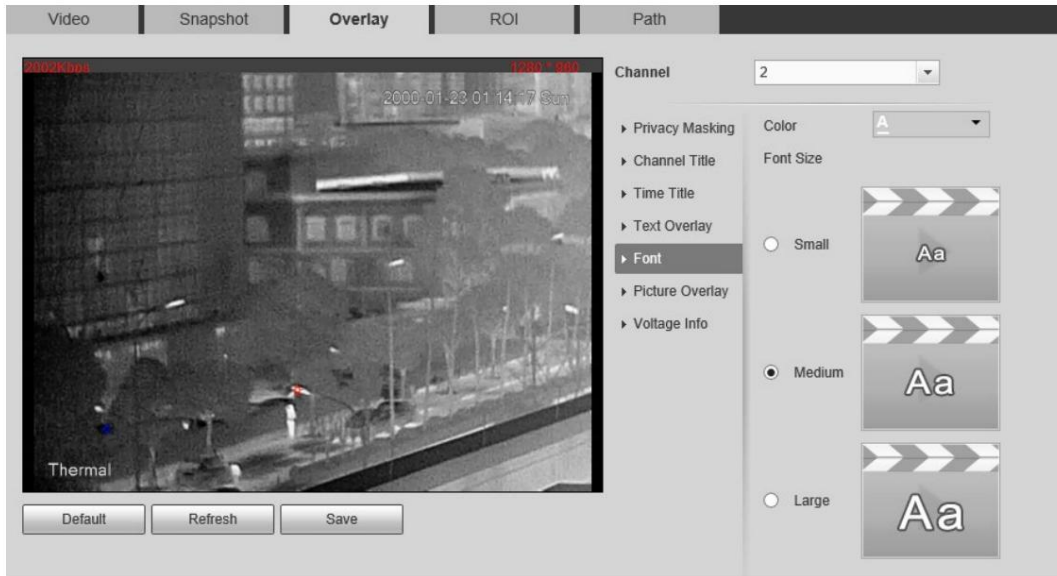 Video Snapshot Overlay ROI Path
2002Kbps 1280 * 960
2000-01-23 01:14:17 Sun
Thermal
Default Refresh Save
Channel 2
Privacy Masking
Channel Title
Time Title
Text Overlay
Font
Picture Overlay
Voltage Info
Color A
Font Size
Small Aa
Medium Aa
Large Aa